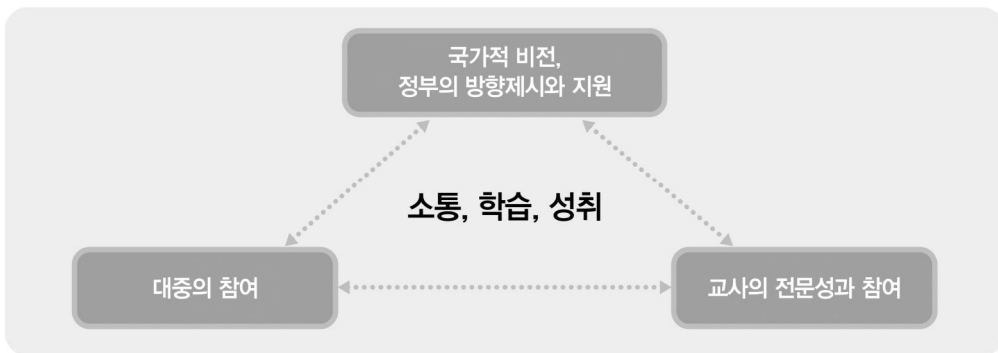 국가적 비전,
정부의 방향제시와 지원
소통, 학습, 성취
대중의 참여
교사의 전문성과 참여